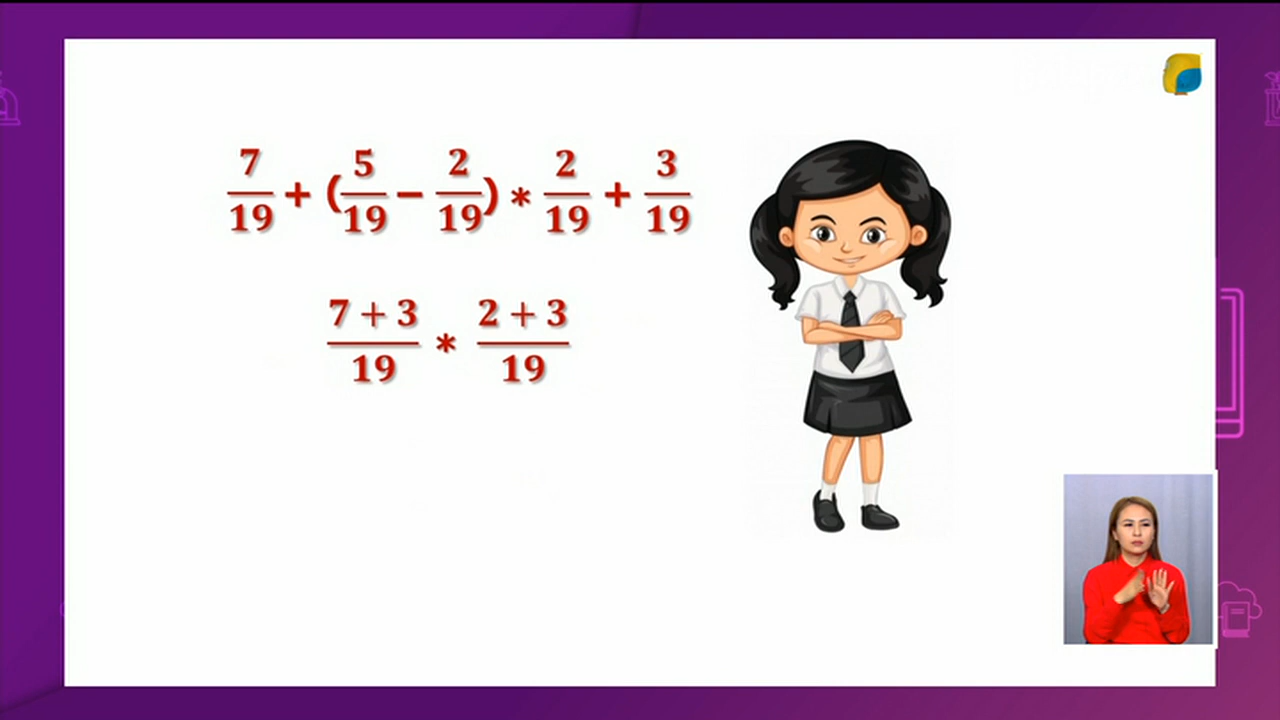 7/19 + (5/19 − 2/19) * 2/19 + 3/19
7 + 3/19 * 2 + 3/19